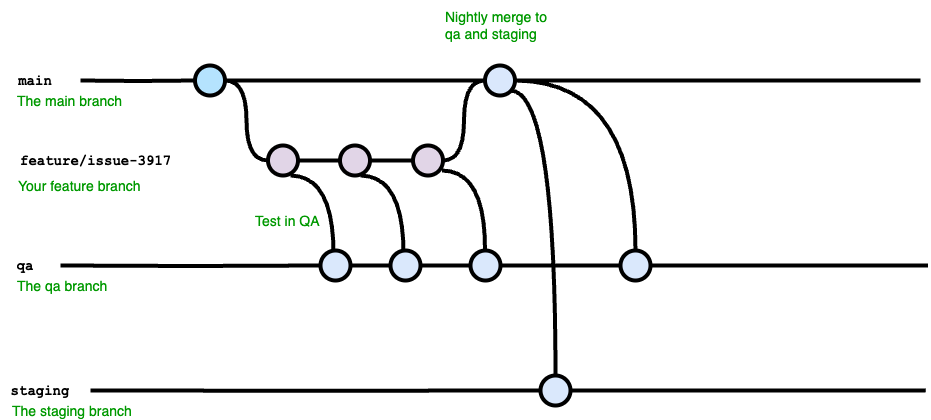 Nightly merge to
qa and staging
main
The main branch
feature/issue-3917
Your feature branch
Test in QA
qa
The qa branch
staging
The staging branch